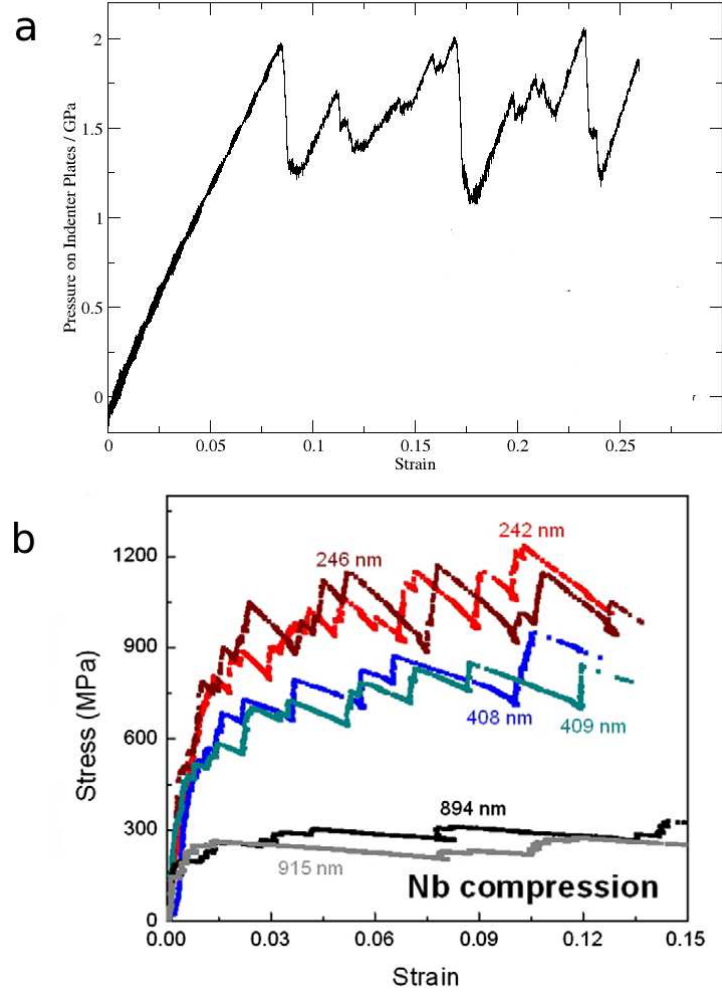 a
Pressure on Indenter Plates / GPa
2
1.5
1
0.5
0
0
0.05
0.1
0.15
0.2
0.25
Strain
b
Stress (MPa)
1200
900
600
300
0
246 nm
242 nm
408 nm
409 nm
894 nm
915 nm
Nb compression
0.00
0.03
0.06
0.09
0.12
0.15
Strain